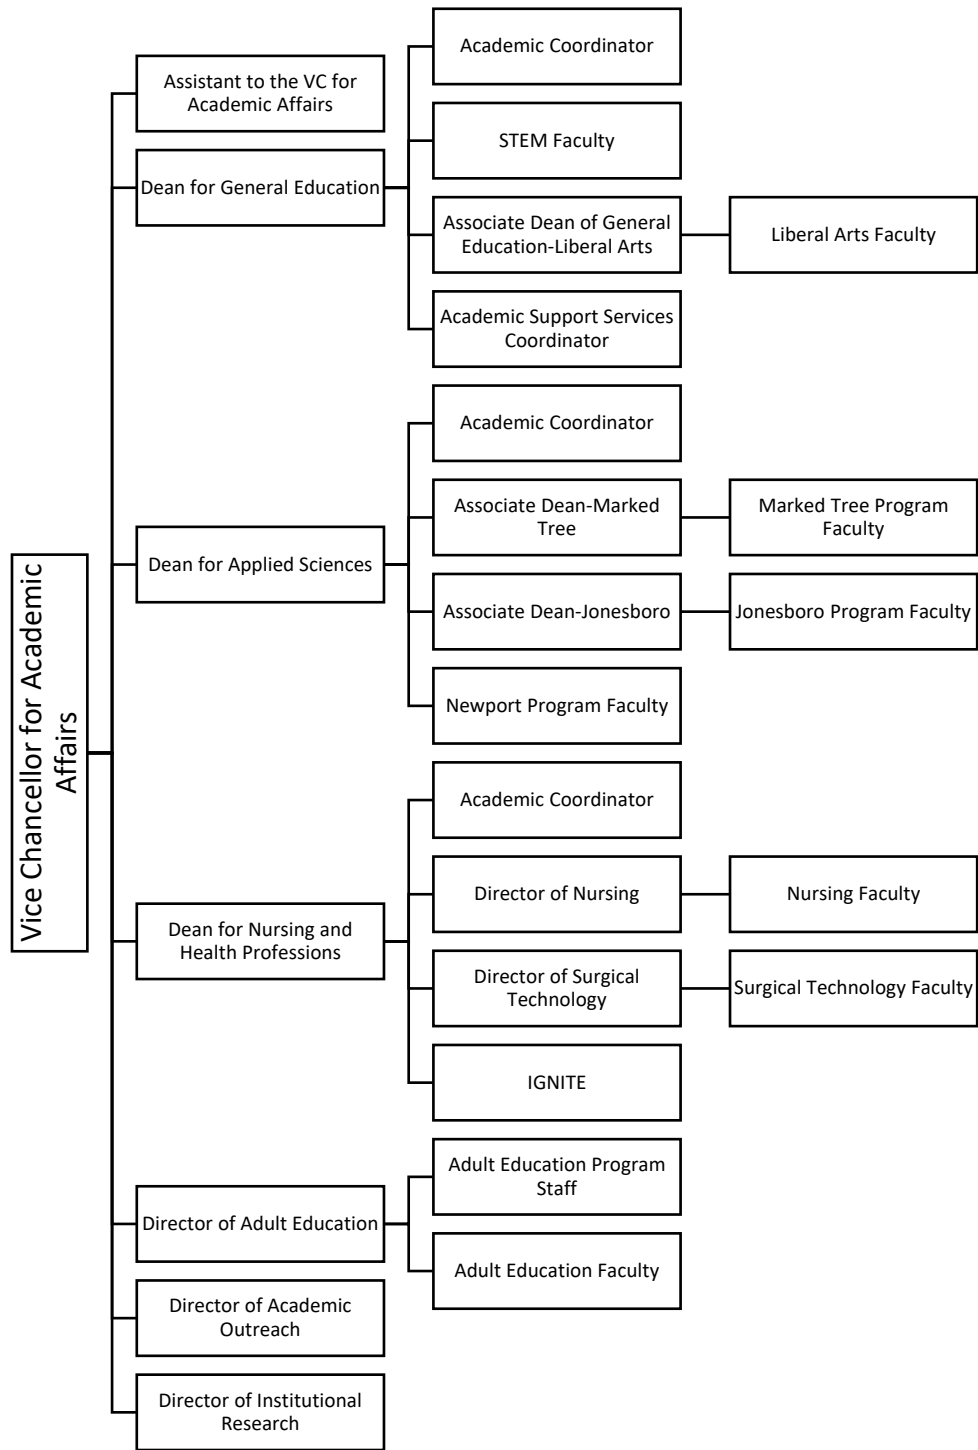 Vice Chancellor for Academic
Affairs
Assistant to the VC for
Academic Affairs
Dean for General Education
Academic Coordinator
STEM Faculty
Associate Dean of General
Education-Liberal Arts
Liberal Arts Faculty
Academic Support Services
Coordinator
Dean for Applied Sciences
Academic Coordinator
Associate Dean-Marked
Tree
Marked Tree Program
Faculty
Associate Dean-Jonesboro
Jonesboro Program Faculty
Newport Program Faculty
Dean for Nursing and
Health Professions
Academic Coordinator
Director of Nursing
Nursing Faculty
Director of Surgical
Technology
Surgical Technology Faculty
IGNITE
Director of Adult Education
Adult Education Program
Staff
Adult Education Faculty
Director of Academic
Outreach
Director of Institutional
Research